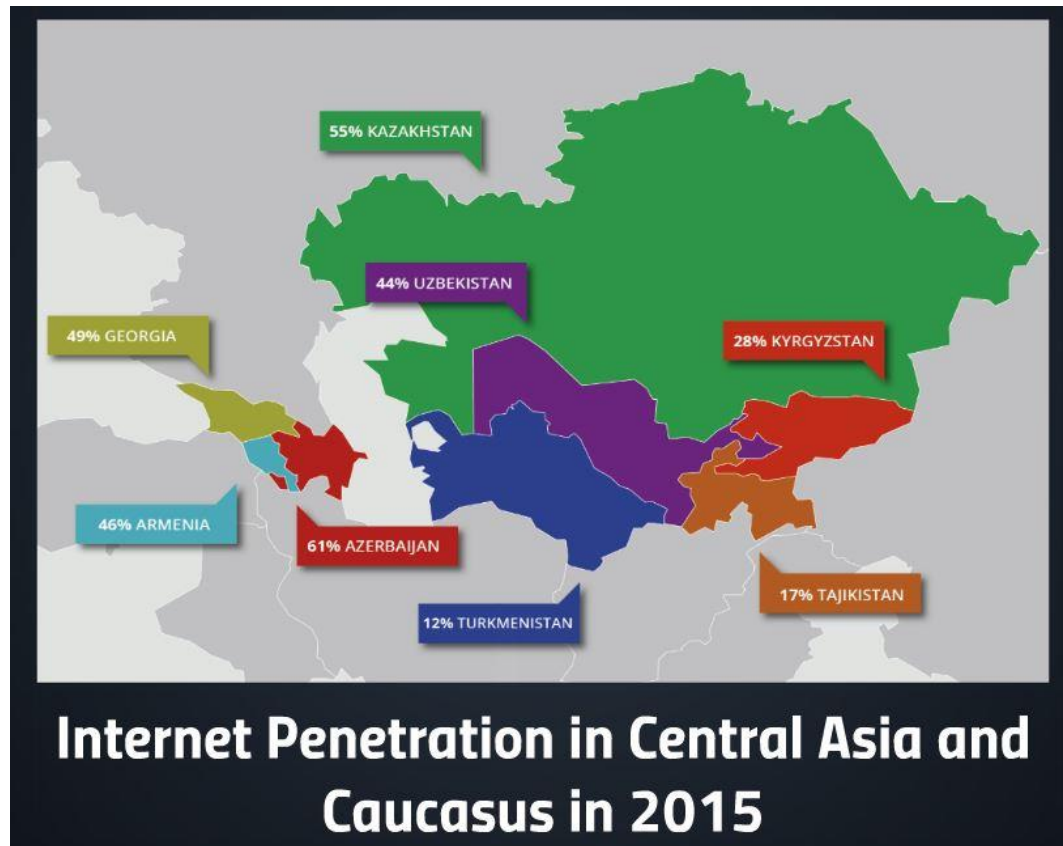 55% KAZAKHSTAN
44% UZBEKISTAN
49% GEORGIA
28% KYRGYZSTAN
46% ARMENIA
61% AZERBAIJAN
17% TAJIKISTAN
12% TURKMENISTAN
Internet Penetration in Central Asia and
Caucasus in 2015